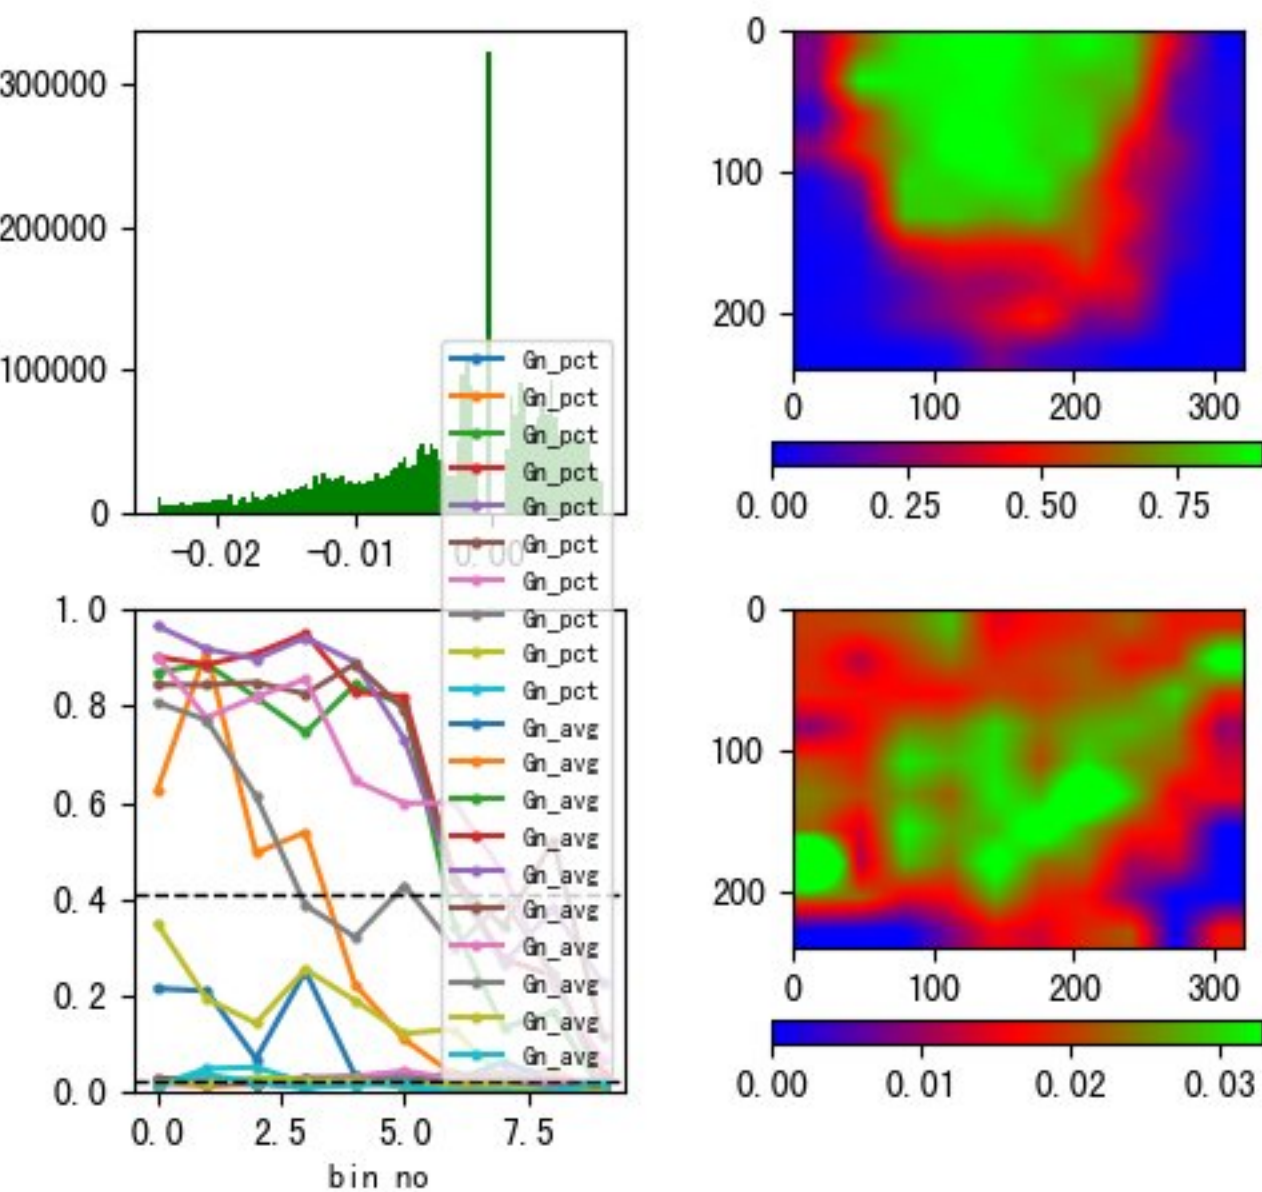 300000
200000
100000
0
-0.02 -0.01 0.00
0
100
200
0 100 200 300
0.00 0.25 0.50 0.75
Gn_pct
Gn_pct
Gn_pct
Gn_pct
Gn_pct
Gn_pct
Gn_pct
Gn_pct
Gn_pct
Gn_pct
Gn_avg
Gn_avg
Gn_avg
Gn_avg
Gn_avg
Gn_avg
Gn_avg
Gn_avg
Gn_avg
Gn_avg
1.0
0.8
0.6
0.4
0.2
0.0
0.0 2.5 5.0 7.5
bin no
0
100
200
0 100 200 300
0.00 0.01 0.02 0.03